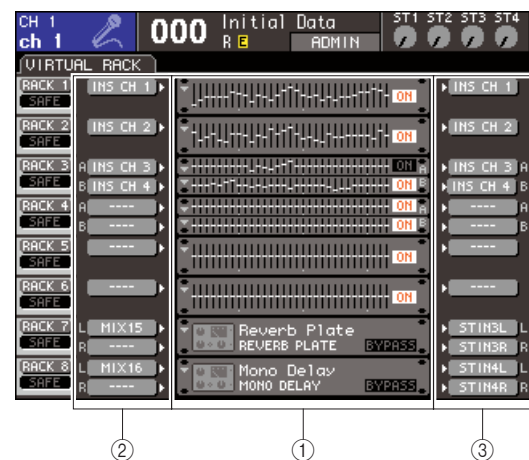 CH 1 000 Initial Data ST1 ST2 ST3 ST4
ch 1 R E ADMIN
VIRTUAL RACK
RACK 1 INS CH 1 ON INS CH 1
SAFE
RACK 2 INS CH 2 ON INS CH 2
SAFE
RACK 3 A INS CH 3 ON A INS CH 3 A
SAFE B INS CH 4 ON B INS CH 4 B
RACK 4 A ---- ON A ---- A
SAFE B ---- ON B ---- B
RACK 5 ---- ON ----
SAFE
RACK 6 ---- ON ----
SAFE
RACK 7 L MIX15 Reverb Plate STIN3L L
SAFE R ---- REVERB PLATE BYPASS STIN3R R
RACK 8 L MIX16 Mono Delay STIN4L L
SAFE R ---- MONO DELAY BYPASS STIN4R R
② ① ③